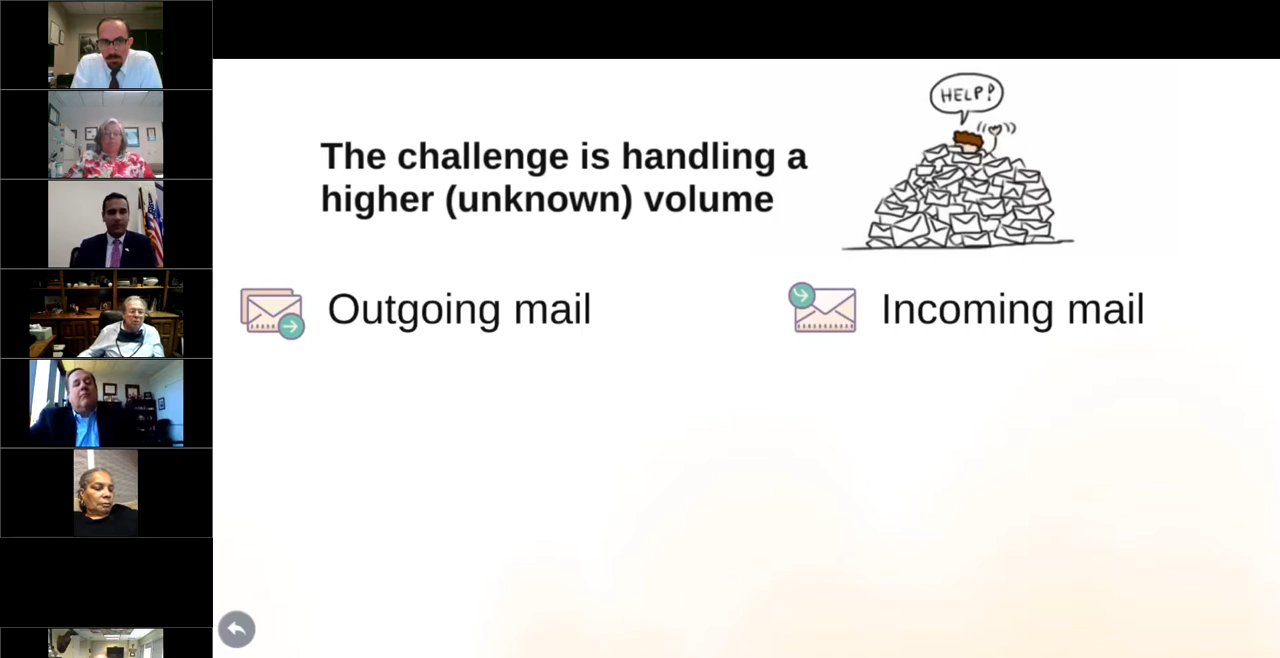 HELP!
The challenge is handling a
higher (unknown) volume
Outgoing mail
Incoming mail